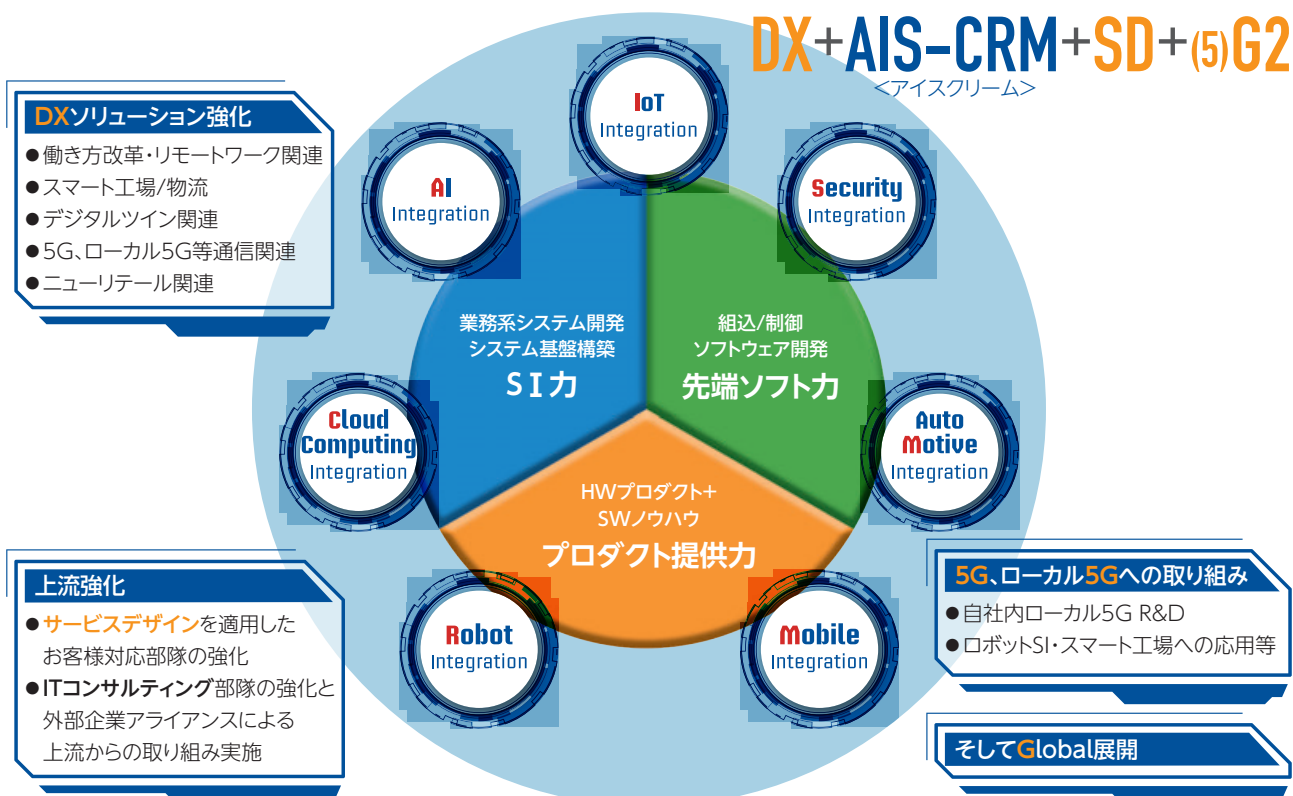 DX+AIS-CRM+SD+(5)G2
<アイスクリーム>
DXソリューション強化
●働き方改革・リモートワーク関連
●スマート工場/物流
●デジタルツイン関連
●5G、ローカル5G等通信関連
●ニューリテール関連
IoT
Integration
AI
Integration
Security
Integration
業務系システム開発
システム基盤構築
SI力
組込/制御
ソフトウェア開発
先端ソフト力
Cloud
Computing
Integration
Auto
Motive
Integration
HWプロダクト+
SWノウハウ
プロダクト提供力
Robot
Integration
Mobile
Integration
上流強化
●サービスデザインを適用した
お客様対応部隊の強化
●ITコンサルティング部隊の強化と
外部企業アライアンスによる
上流からの取り組み実施
5G、ローカル5Gへの取り組み
●自社内ローカル5G R&D
●ロボットSI・スマート工場への応用等
そしてGlobal展開